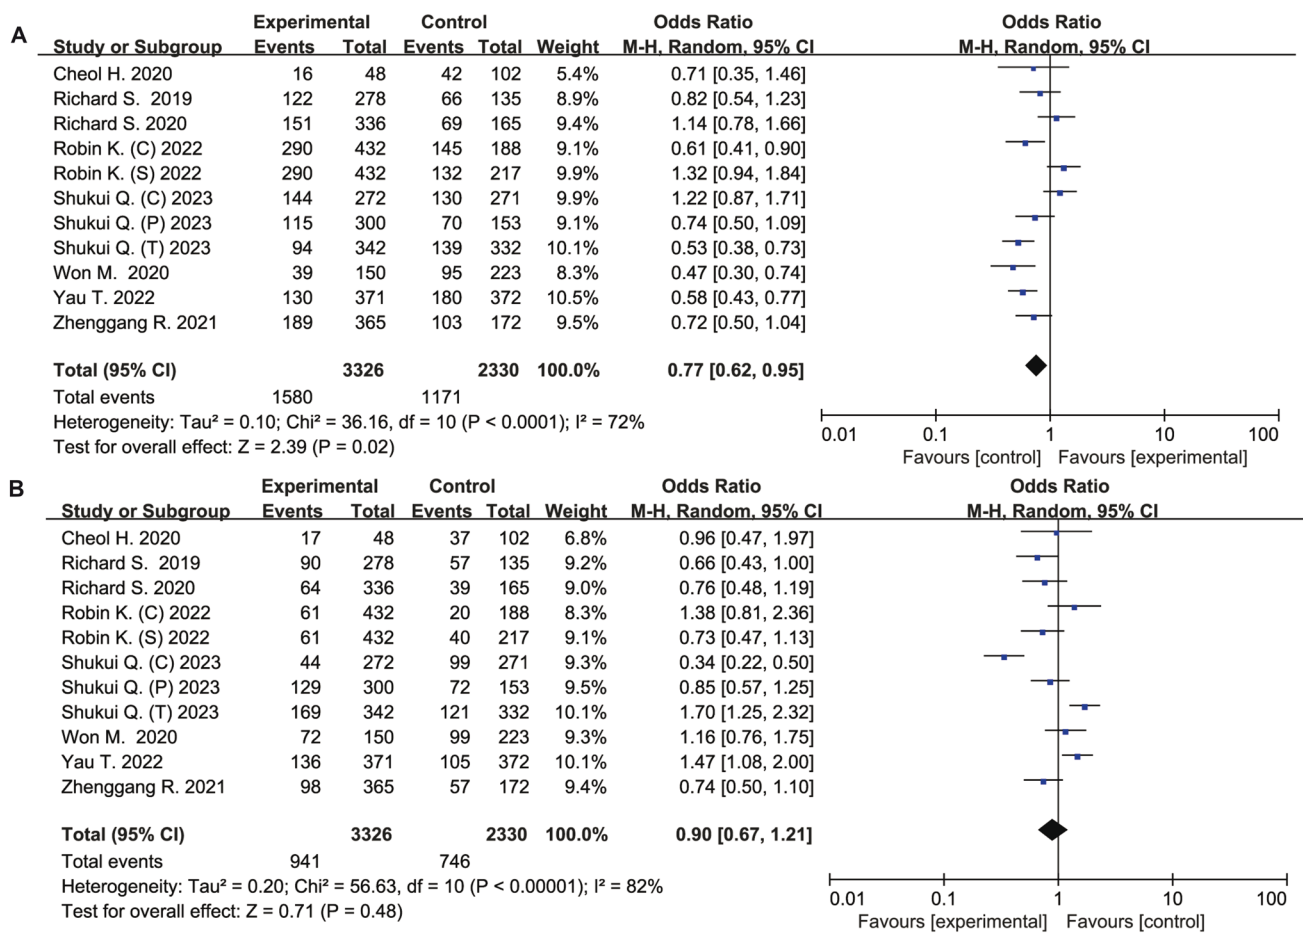 A
Experimental Control Odds Ratio Odds Ratio
Study or Subgroup Events Total Events Total Weight M-H, Random, 95% CI M-H, Random, 95% CI
Cheol H. 2020 16 48 42 102 5.4% 0.71 [0.35, 1.46]
Richard S. 2019 122 278 66 135 8.9% 0.82 [0.54, 1.23]
Richard S. 2020 151 336 69 165 9.4% 1.14 [0.78, 1.66]
Robin K. (C) 2022 290 432 145 188 9.1% 0.61 [0.41, 0.90]
Robin K. (S) 2022 290 432 132 217 9.9% 1.32 [0.94, 1.84]
Shukui Q. (C) 2023 144 272 130 271 9.9% 1.22 [0.87, 1.71]
Shukui Q. (P) 2023 115 300 70 153 9.1% 0.74 [0.50, 1.09]
Shukui Q. (T) 2023 94 342 139 332 10.1% 0.53 [0.38, 0.73]
Won M. 2020 39 150 95 223 8.3% 0.47 [0.30, 0.74]
Yau T. 2022 130 371 180 372 10.5% 0.58 [0.43, 0.77]
Zhenggang R. 2021 189 365 103 172 9.5% 0.72 [0.50, 1.04]
Total (95% CI) 3326 2330 100.0% 0.77 [0.62, 0.95]
Total events 1580 1171
Heterogeneity: Tau² = 0.10; Chi² = 36.16, df = 10 (P < 0.0001); I² = 72%
Test for overall effect: Z = 2.39 (P = 0.02)
0.01 0.1 1 10 100
Favours [control] Favours [experimental]
B
Experimental Control Odds Ratio Odds Ratio
Study or Subgroup Events Total Events Total Weight M-H, Random, 95% CI M-H, Random, 95% CI
Cheol H. 2020 17 48 37 102 6.8% 0.96 [0.47, 1.97]
Richard S. 2019 90 278 57 135 9.2% 0.66 [0.43, 1.00]
Richard S. 2020 64 336 39 165 9.0% 0.76 [0.48, 1.19]
Robin K. (C) 2022 61 432 20 188 8.3% 1.38 [0.81, 2.36]
Robin K. (S) 2022 61 432 40 217 9.1% 0.73 [0.47, 1.13]
Shukui Q. (C) 2023 44 272 99 271 9.3% 0.34 [0.22, 0.50]
Shukui Q. (P) 2023 129 300 72 153 9.5% 0.85 [0.57, 1.25]
Shukui Q. (T) 2023 169 342 121 332 10.1% 1.70 [1.25, 2.32]
Won M. 2020 72 150 99 223 9.3% 1.16 [0.76, 1.75]
Yau T. 2022 136 371 105 372 10.1% 1.47 [1.08, 2.00]
Zhenggang R. 2021 98 365 57 172 9.4% 0.74 [0.50, 1.10]
Total (95% CI) 3326 2330 100.0% 0.90 [0.67, 1.21]
Total events 941 746
Heterogeneity: Tau² = 0.20; Chi² = 56.63, df = 10 (P < 0.00001); I² = 82%
Test for overall effect: Z = 0.71 (P = 0.48)
0.01 0.1 1 10 100
Favours [experimental] Favours [control]